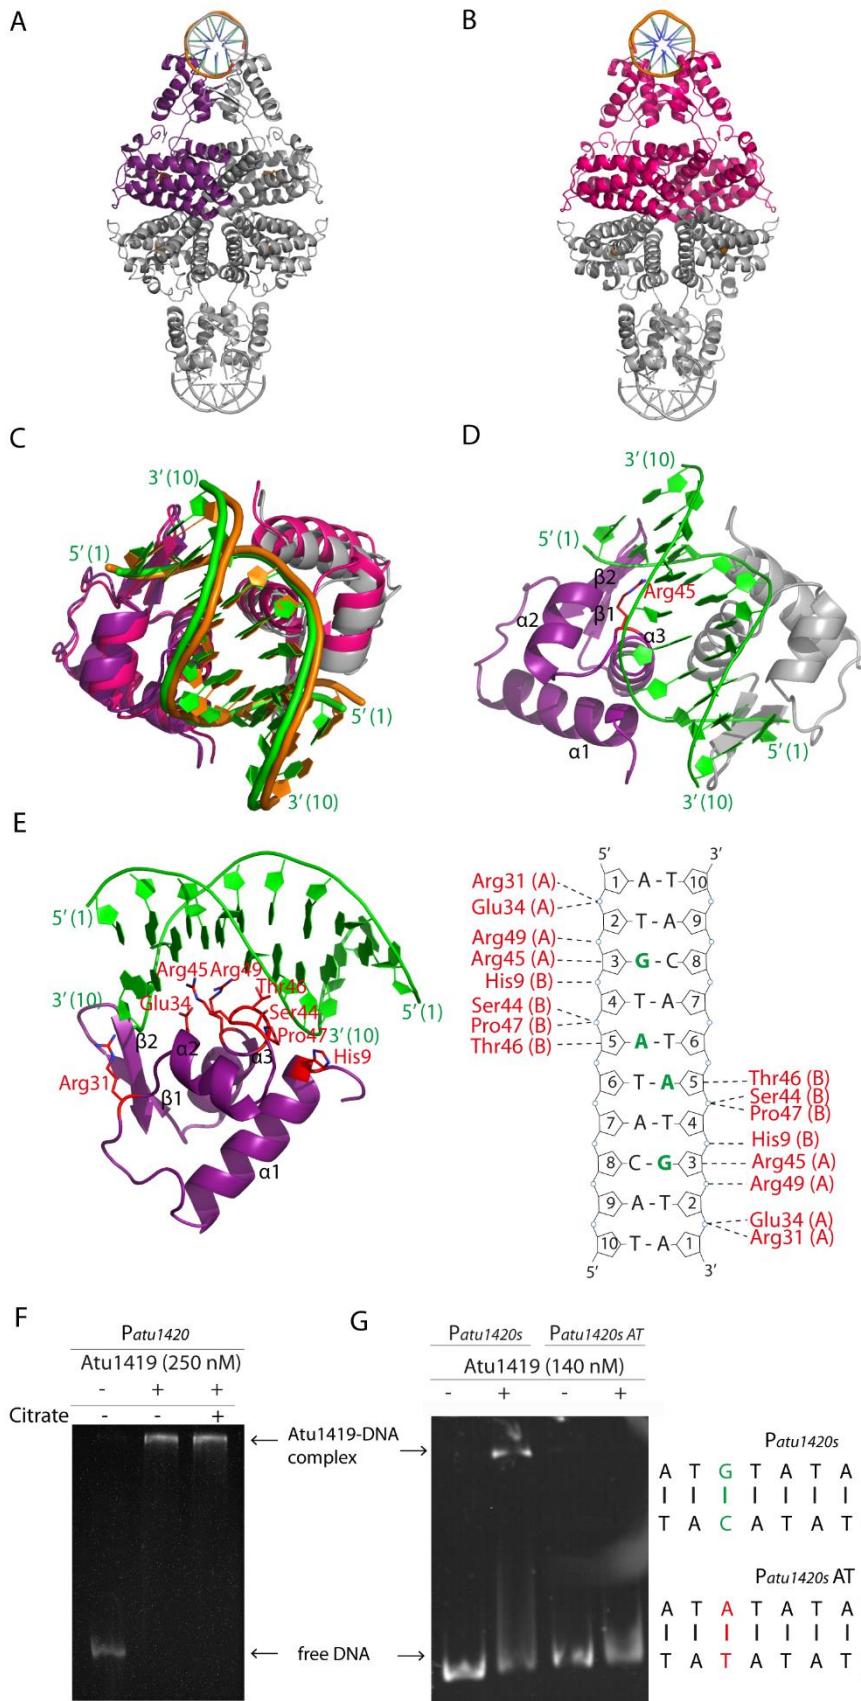 A
B
C
3′(10)
5′(1)
5′(1)
3′(10)
D
3′(10)
5′(1)
β2
Arg45
β1
α2
α3
α1
5′(1)
3′(10)
E
5′(1)
Arg45 Arg49
Thr46
3′(10)
Glu34
Ser44
3′(10)
5′(1)
β2
α2
α3
Pro47
His9
Arg31
β1
α1
5′ 3′
Arg31 (A)
1 A - T 10
Glu34 (A)
2 T - A 9
Arg49 (A)
Arg45 (A)
3 G - C 8
His9 (B)
4 T - A 7
Ser44 (B)
Pro47 (B)
Thr46 (B)
5 A - T 6
6 T - A 5
Thr46 (B)
Ser44 (B)
Pro47 (B)
7 A - T 4
His9 (B)
8 C - G 3
Arg45 (A)
Arg49 (A)
9 A - T 2
Glu34 (A)
10 T - A 1
Arg31 (A)
5′ 3′
F
Patu1420
Atu1419 (250 nM)
- + +
Citrate - - +
Atu1419-DNA
complex
free DNA
G
Patu1420s Patu1420s AT
Atu1419 (140 nM)
- + - +
Patu1420s
A T G T A T A
T A C A T A T
Patu1420s AT
A T A T A T A
T A T A T A T